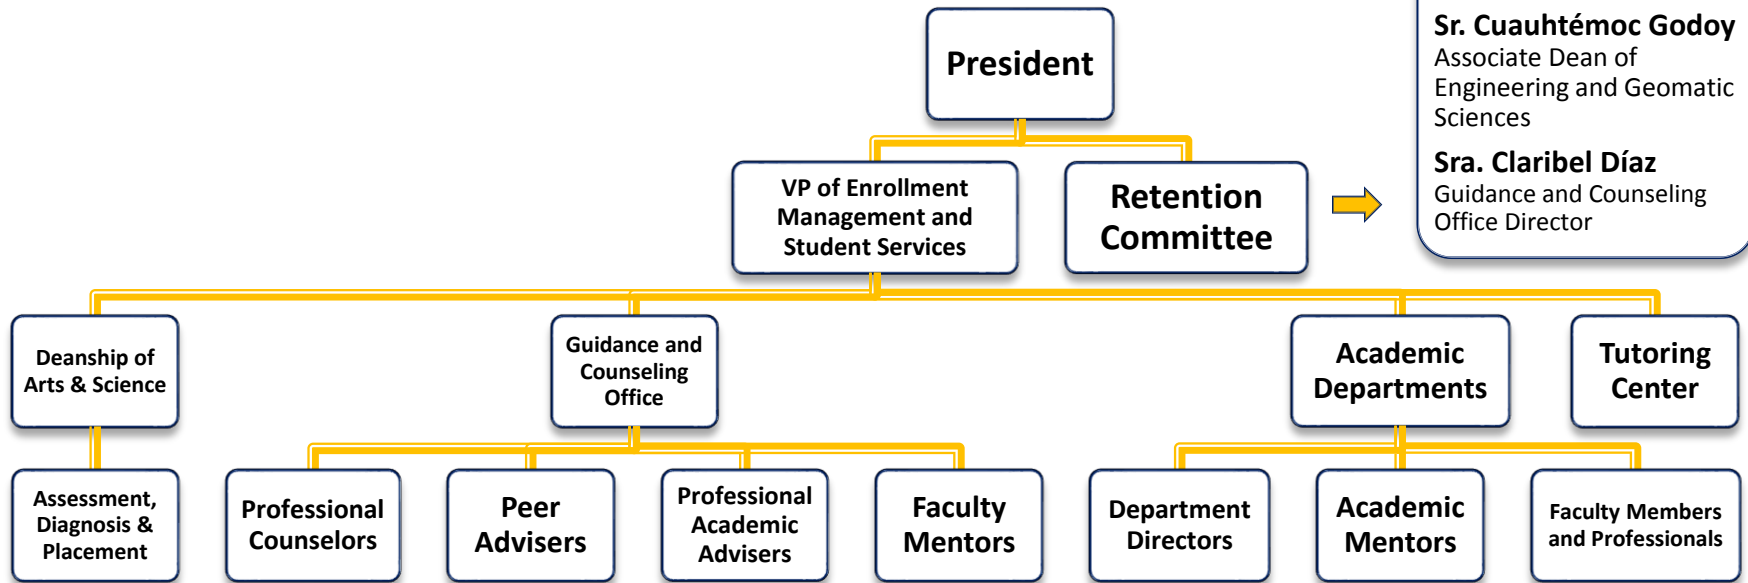 President
Sr. Cuauhtémoc Godoy
Associate Dean of
Engineering and Geomatic
Sciences
Sra. Claribel Díaz
Guidance and Counseling
Office Director
VP of Enrollment
Management and
Student Services
Retention
Committee
Deanship of
Arts & Science
Guidance and
Counseling
Office
Academic
Departments
Tutoring
Center
Assessment,
Diagnosis &
Placement
Professional
Counselors
Peer
Advisers
Professional
Academic
Advisers
Faculty
Mentors
Department
Directors
Academic
Mentors
Faculty Members
and Professionals